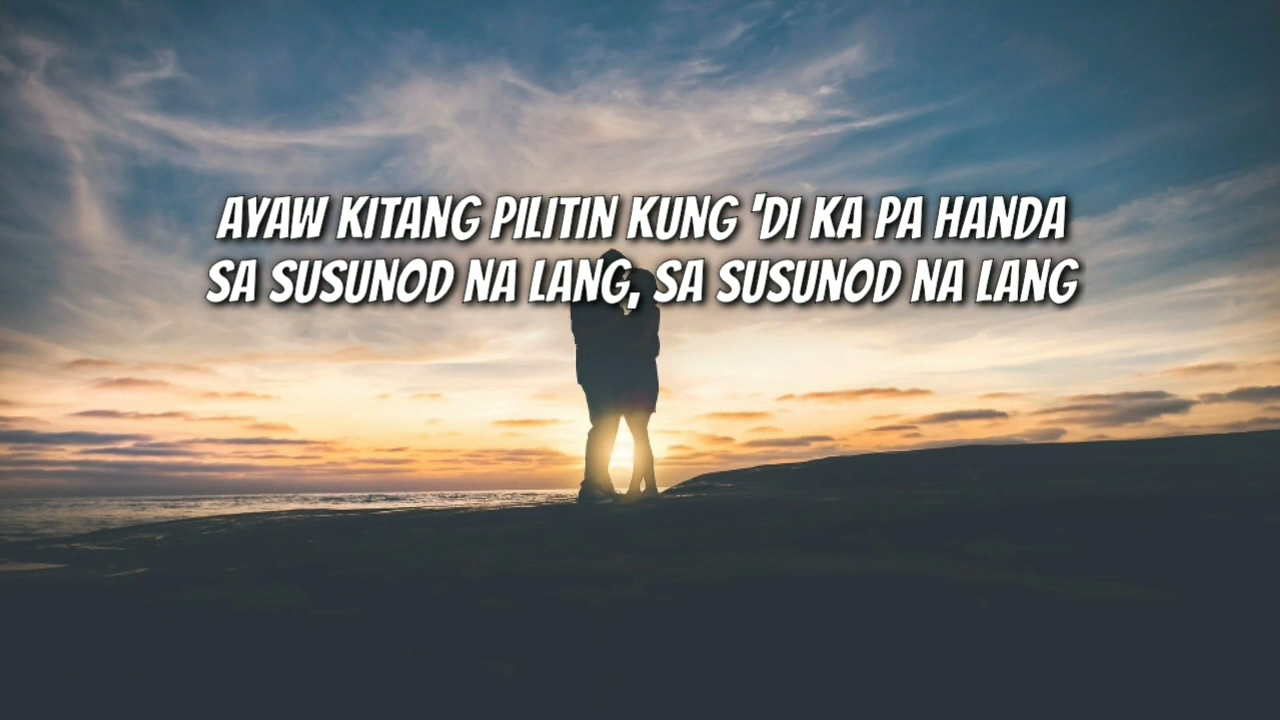 AYAW KITANG PILITIN KUNG 'DI KA PA HANDA
SA SUSUNOD NA LANG, SA SUSUNOD NA LANG